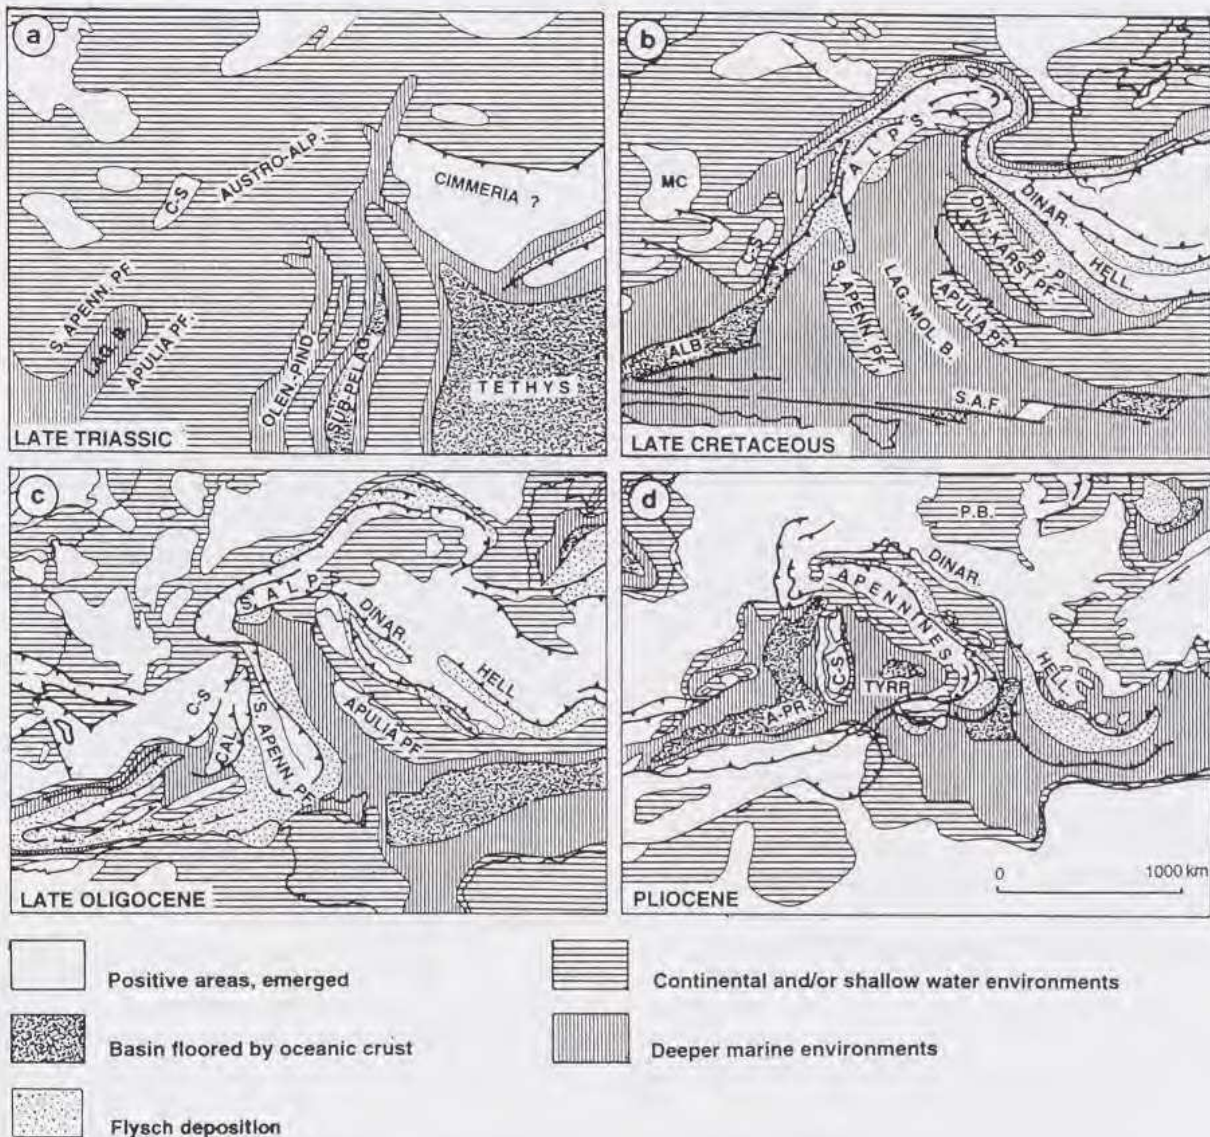 a
AUSTRO-ALP.
C-S
CIMMERIA ?
S. APENN. PF.
LAG. B.
APULIA PF.
OLEN.-PIND.
SUB-PELAG.
TETHYS
LATE TRIASSIC
b
ALPS
MC
C-S
DINAR.
HELL.
DIN.-KARST PF.
B. P.
S. APENN. PF.
LAG.-MOL. B.
APULIA PF.
ALB
S.A.F.
LATE CRETACEOUS
c
S. ALP.
DINAR.
HELL.
C-S
CAL.
S. APENN. PF.
APULIA PF.
LATE OLIGOCENE
d
P.B.
DINAR.
APENNINES
HELL.
C-S
TYRR.
A-PR.
PLIOCENE
0 1000 km
Positive areas, emerged
Continental and/or shallow water environments
Basin floored by oceanic crust
Deeper marine environments
Flysch deposition